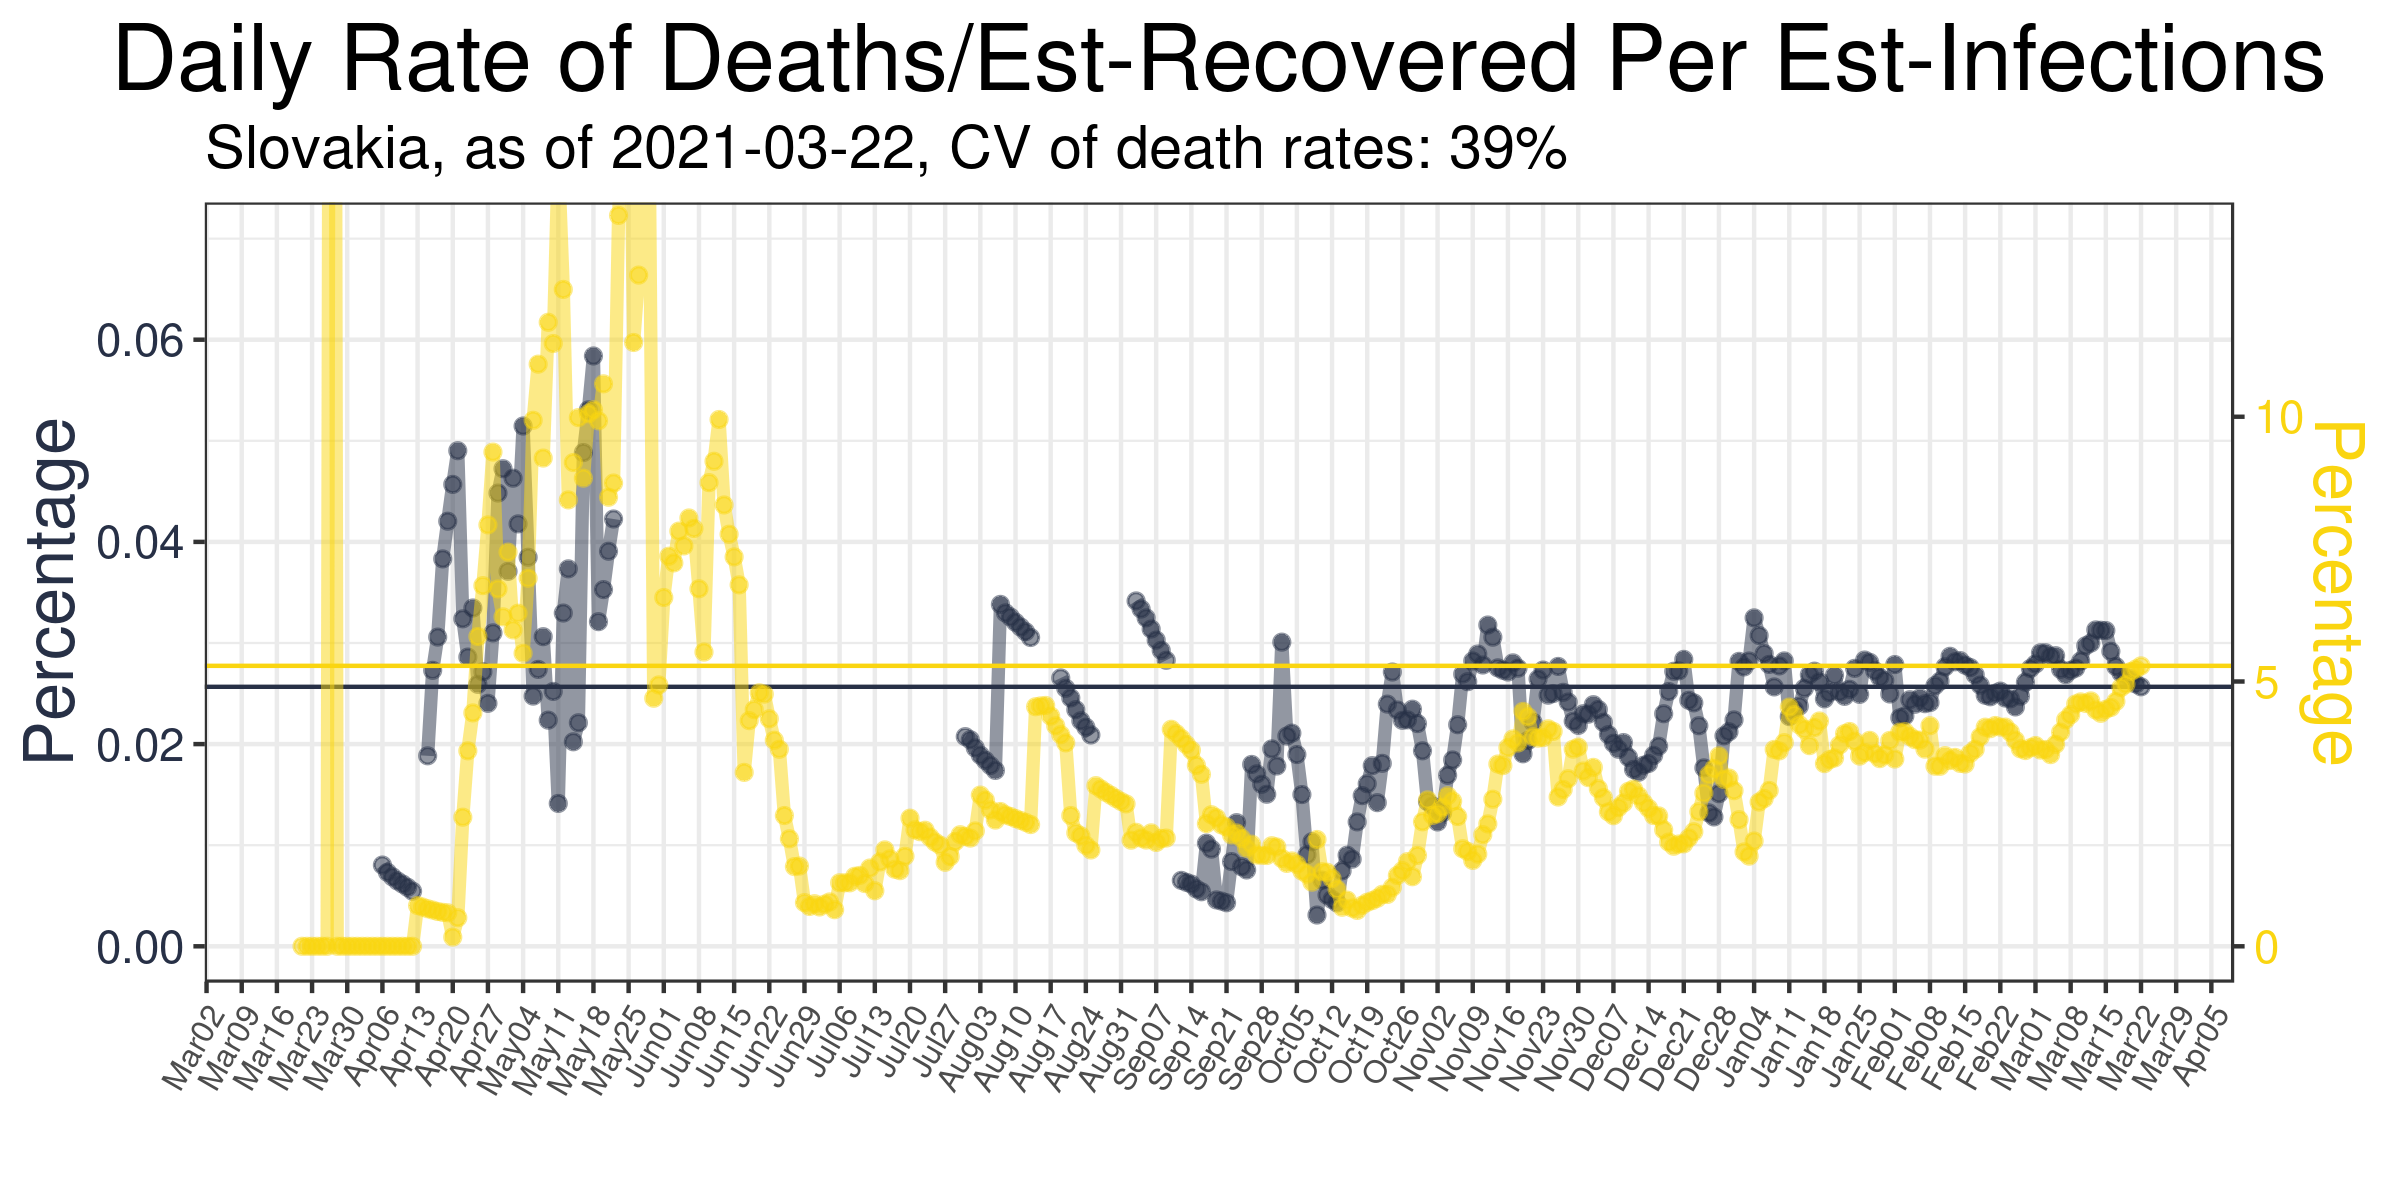 Daily Rate of Deaths/Est-Recovered Per Est-Infections
Slovakia, as of 2021-03-22, CV of death rates: 39%
Percentage
0.06
0.04
0.02
0.00
10
5
0
Percentage
Mar02
Mar09
Mar16
Mar23
Mar30
Apr06
Apr13
Apr20
Apr27
May04
May11
May18
May25
Jun01
Jun08
Jun15
Jun22
Jun29
Jul06
Jul13
Jul20
Jul27
Aug03
Aug10
Aug17
Aug24
Aug31
Sep07
Sep14
Sep21
Sep28
Oct05
Oct12
Oct19
Oct26
Nov02
Nov09
Nov16
Nov23
Nov30
Dec07
Dec14
Dec21
Dec28
Jan04
Jan11
Jan18
Jan25
Feb01
Feb08
Feb15
Feb22
Mar01
Mar08
Mar15
Mar22
Mar29
Apr05